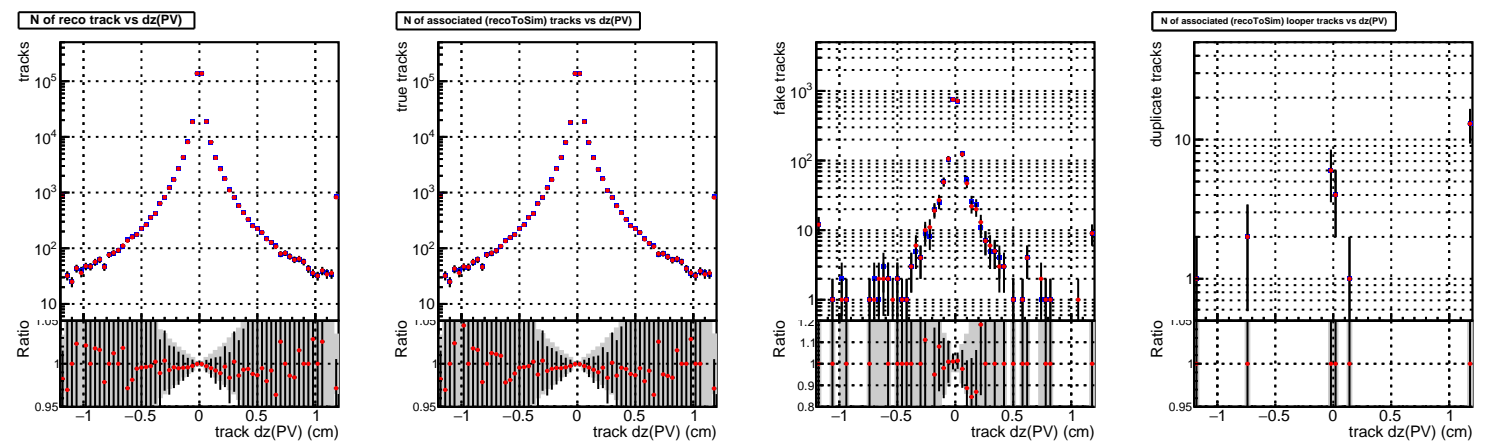 N of reco track vs dz(PV)
tracks
10^5
10^4
10^3
10^2
10
1.05
Ratio
1
0.95
−1 −0.5 0 0.5 1
track dz(PV) (cm)
N of associated (recoToSim) tracks vs dz(PV)
true tracks
10^5
10^4
10^3
10^2
10
1.05
Ratio
1
0.95
−1 −0.5 0 0.5 1
track dz(PV) (cm)
fake tracks
10^3
10^2
10
1
1.2
Ratio
1.1
1
0.9
0.8
−1 −0.5 0 0.5 1
track dz(PV) (cm)
N of associated (recoToSim) looper tracks vs dz(PV)
duplicate tracks
10
1
1.05
Ratio
1
0.95
−1 −0.5 0 0.5 1
track dz(PV) (cm)